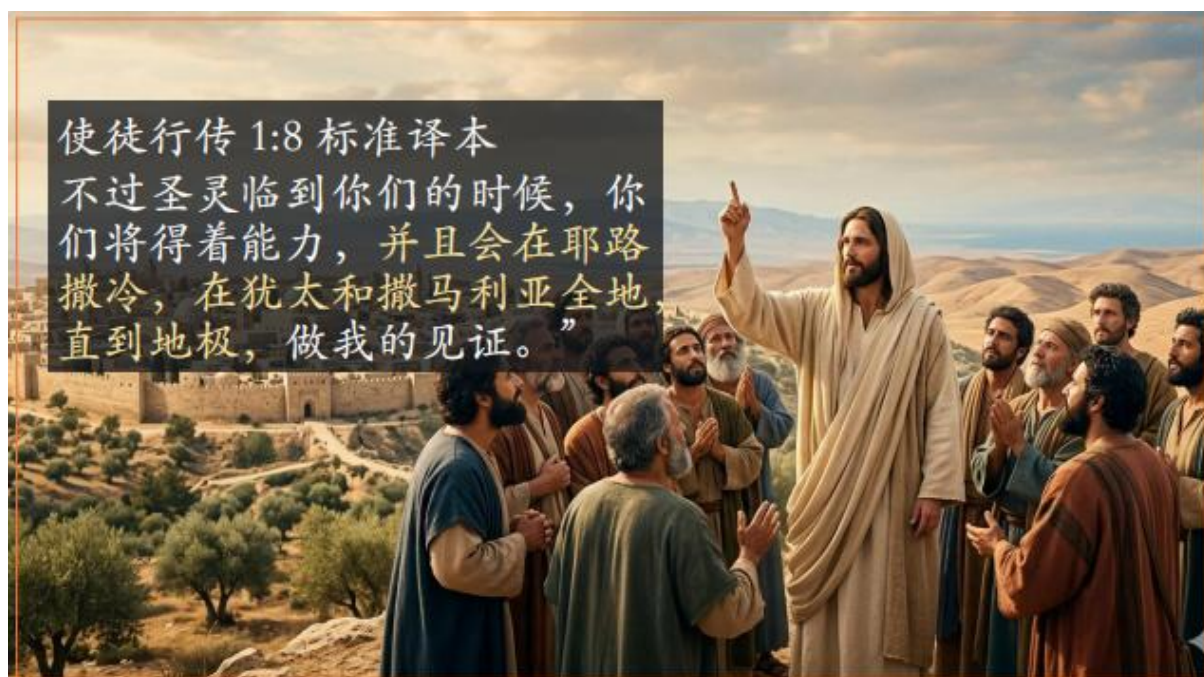 使徒行传 1:8 标准译本
不过圣灵临到你们的时候，你
们将得着能力，并且会在耶路
撒冷，在犹太和撒马利亚全地，
直到地极，做我的见证。”